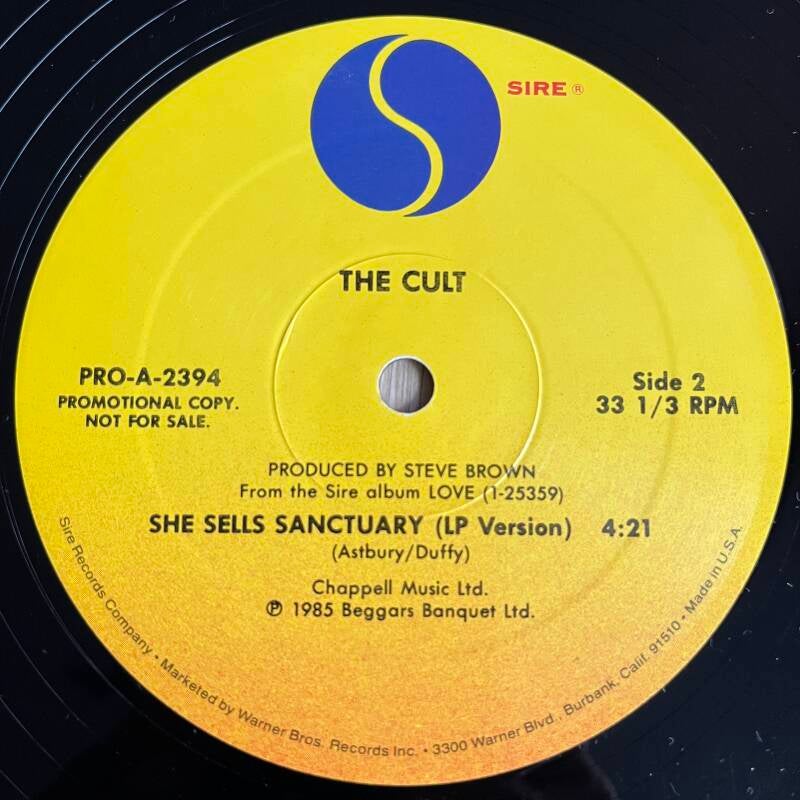 SIRE ®
THE CULT
PRO-A-2394
PROMOTIONAL COPY.
NOT FOR SALE.
Side 2
33 1/3 RPM
PRODUCED BY STEVE BROWN
From the Sire album LOVE (1-25359)
SHE SELLS SANCTUARY (LP Version) 4:21
(Astbury/Duffy)
Chappell Music Ltd.
℗ 1985 Beggars Banquet Ltd.
Sire Records Company • Marketed by Warner Bros. Records Inc. • 3300 Warner Blvd., Burbank, Calif. 91510 • Made in U.S.A.